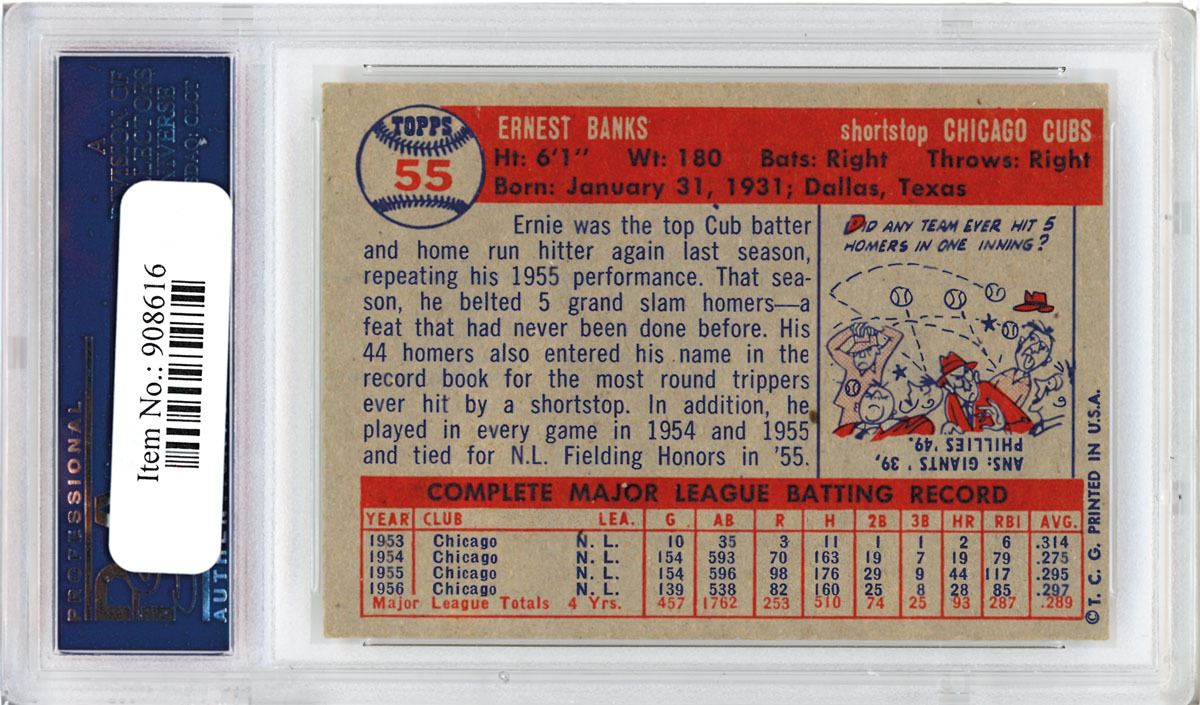 A
DIVISION OF
COLLECTORS
UNIVERSE
NASDAQ: CLCT
PROFESSIONAL
Item No.: 908616
TOPPS
55
ERNEST BANKS shortstop CHICAGO CUBS
Ht: 6'1" Wt: 180 Bats: Right Throws: Right
Born: January 31, 1931; Dallas, Texas
Ernie was the top Cub batter
and home run hitter again last season,
repeating his 1955 performance. That sea-
son, he belted 5 grand slam homers—a
feat that had never been done before. His
44 homers also entered his name in the
record book for the most round trippers
ever hit by a shortstop. In addition, he
played in every game in 1954 and 1955
and tied for N.L. Fielding Honors in '55.
DID ANY TEAM EVER HIT 5
HOMERS IN ONE INNING?
ANS: GIANTS '39,
PHILLIES '49.
COMPLETE MAJOR LEAGUE BATTING RECORD
YEAR CLUB LEA. G AB R H 2B 3B HR RBI AVG.
1953 Chicago N. L. 10 35 3 11 1 1 2 6 .314
1954 Chicago N. L. 154 593 70 163 19 7 19 79 .275
1955 Chicago N. L. 154 596 98 176 29 9 44 117 .295
1956 Chicago N. L. 139 538 82 160 25 8 28 85 .297
Major League Totals 4 Yrs. 457 1762 253 510 74 25 93 287 .289
© T. C. G. PRINTED IN U.S.A.